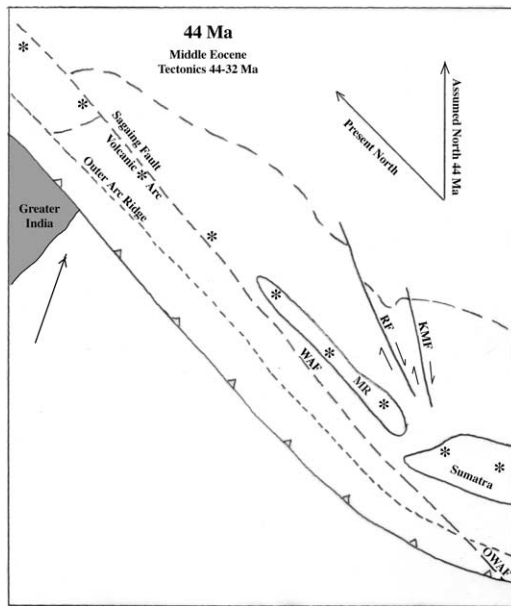 44 Ma
Middle Eocene
Tectonics 44-32 Ma
Assumed North 44 Ma
Present North
Sagaing Fault
Volcanic Arc
Outer Arc Ridge
Greater
India
RF
KMF
WAF
MR
Sumatra
OWAF